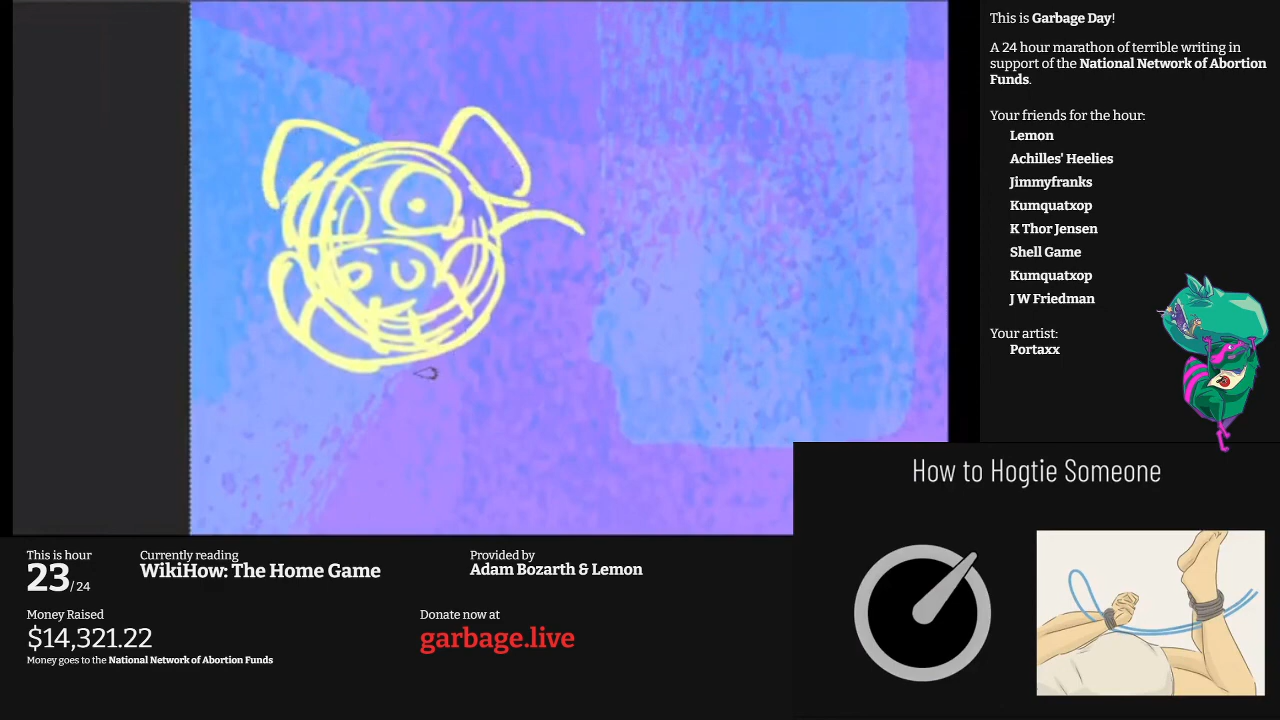 This is Garbage Day!
A 24 hour marathon of terrible writing in
support of the National Network of Abortion
Funds.
Your friends for the hour:
Lemon
Achilles' Heelies
Jimmyfranks
Kumquatxop
K Thor Jensen
Shell Game
Kumquatxop
J W Friedman
Your artist:
Portaxx
How to Hogtie Someone
This is hour
23/24
Currently reading
WikiHow: The Home Game
Provided by
Adam Bozarth & Lemon
Money Raised
$14,321.22
Money goes to the National Network of Abortion Funds
Donate now at
garbage.live